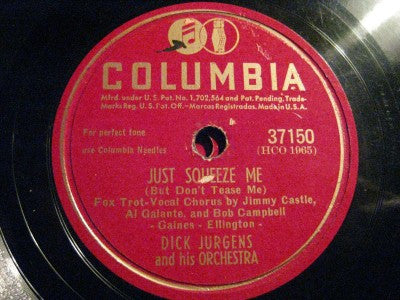 COLUMBIA
Mfrd. under U.S. Pat. No. 1,702,564 and Pat. Pending. Trade-
Marks Reg. U.S. Pat. Off.-Marcas Registradas. Made in U.S.A.
For perfect tone
use Columbia Needles
37150
(HCO 1965)
JUST SQUEEZE ME
(But Don't Tease Me)
Fox Trot-Vocal Chorus by Jimmy Castle,
Al Galante, and Bob Campbell
- Gaines - Ellington -
DICK JURGENS
and his ORCHESTRA